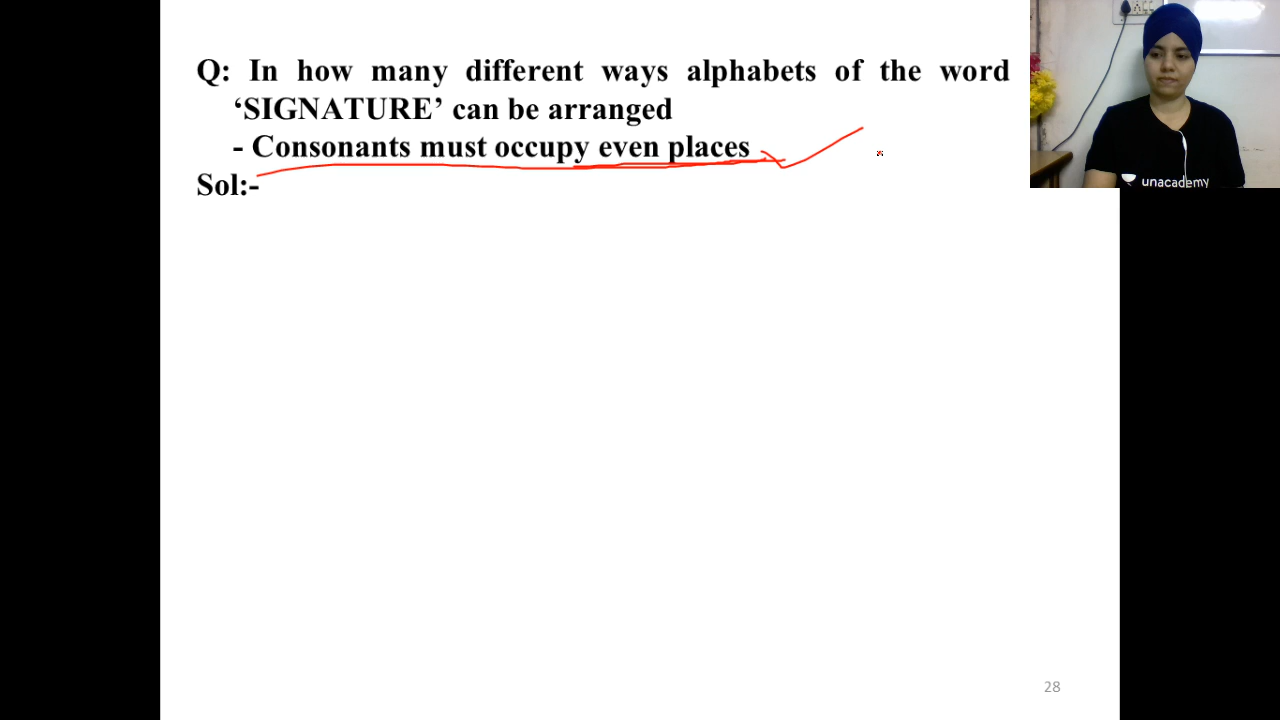 Q: In how many different ways alphabets of the word
‘SIGNATURE’ can be arranged
- Consonants must occupy even places
Sol:-
unacademy
28